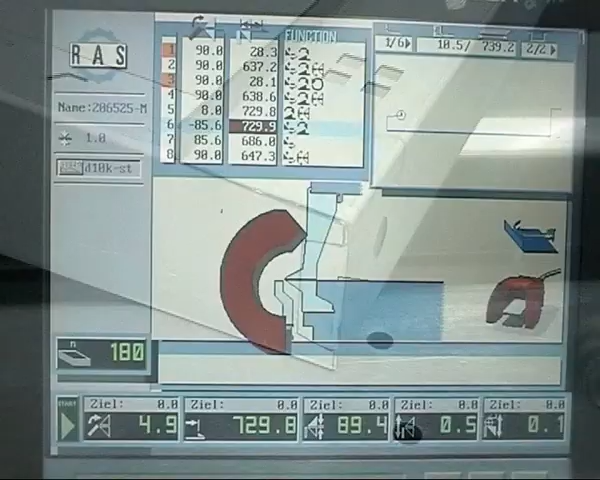 RAS
FUNCTION
1/6 10.5/ 739.2 2/2
1 90.0 28.3
2 90.0 637.2
3 90.0 28.1
4 90.0 638.6
5 8.0 729.8
6 -85.6 729.9
7 85.6 686.0
8 90.0 647.3
Name:286525-M
1.0
d10k-st
n
180
START
Ziel: 0.0 Ziel: 0.0 Ziel: 0.0 Ziel: 0.0 Ziel: 0.0
4.9 729.8 89.4 0.5 0.1